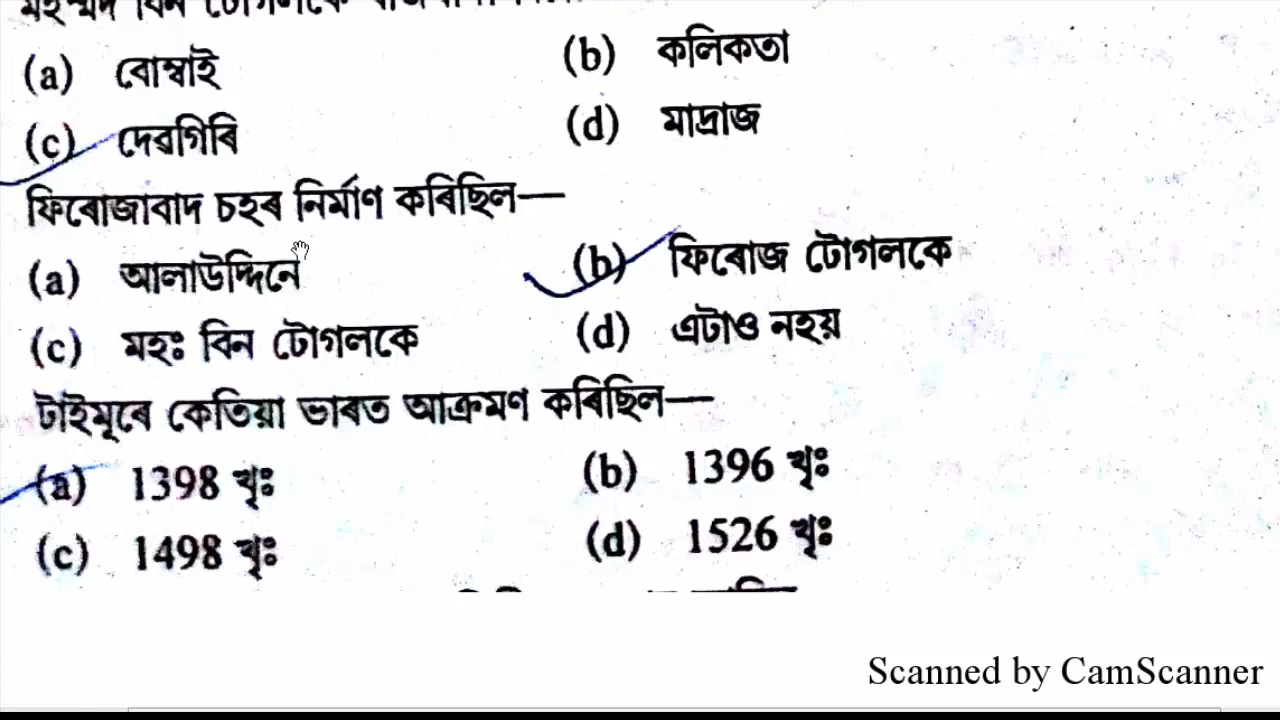 (a) বোম্বাই (b) কলিকতা
(c) দেৱগিৰি (d) মাদ্ৰাজ
ফিৰোজাবাদ চহৰ নিৰ্মাণ কৰিছিল—
(a) আলাউদ্দিনে (b) ফিৰোজ টোগলকে
(c) মহঃ বিন টোগলকে (d) এটাও নহয়
টাইমূৰে কেতিয়া ভাৰত আক্ৰমণ কৰিছিল—
(a) 1398 খৃঃ (b) 1396 খৃঃ
(c) 1498 খৃঃ (d) 1526 খৃঃ
Scanned by CamScanner